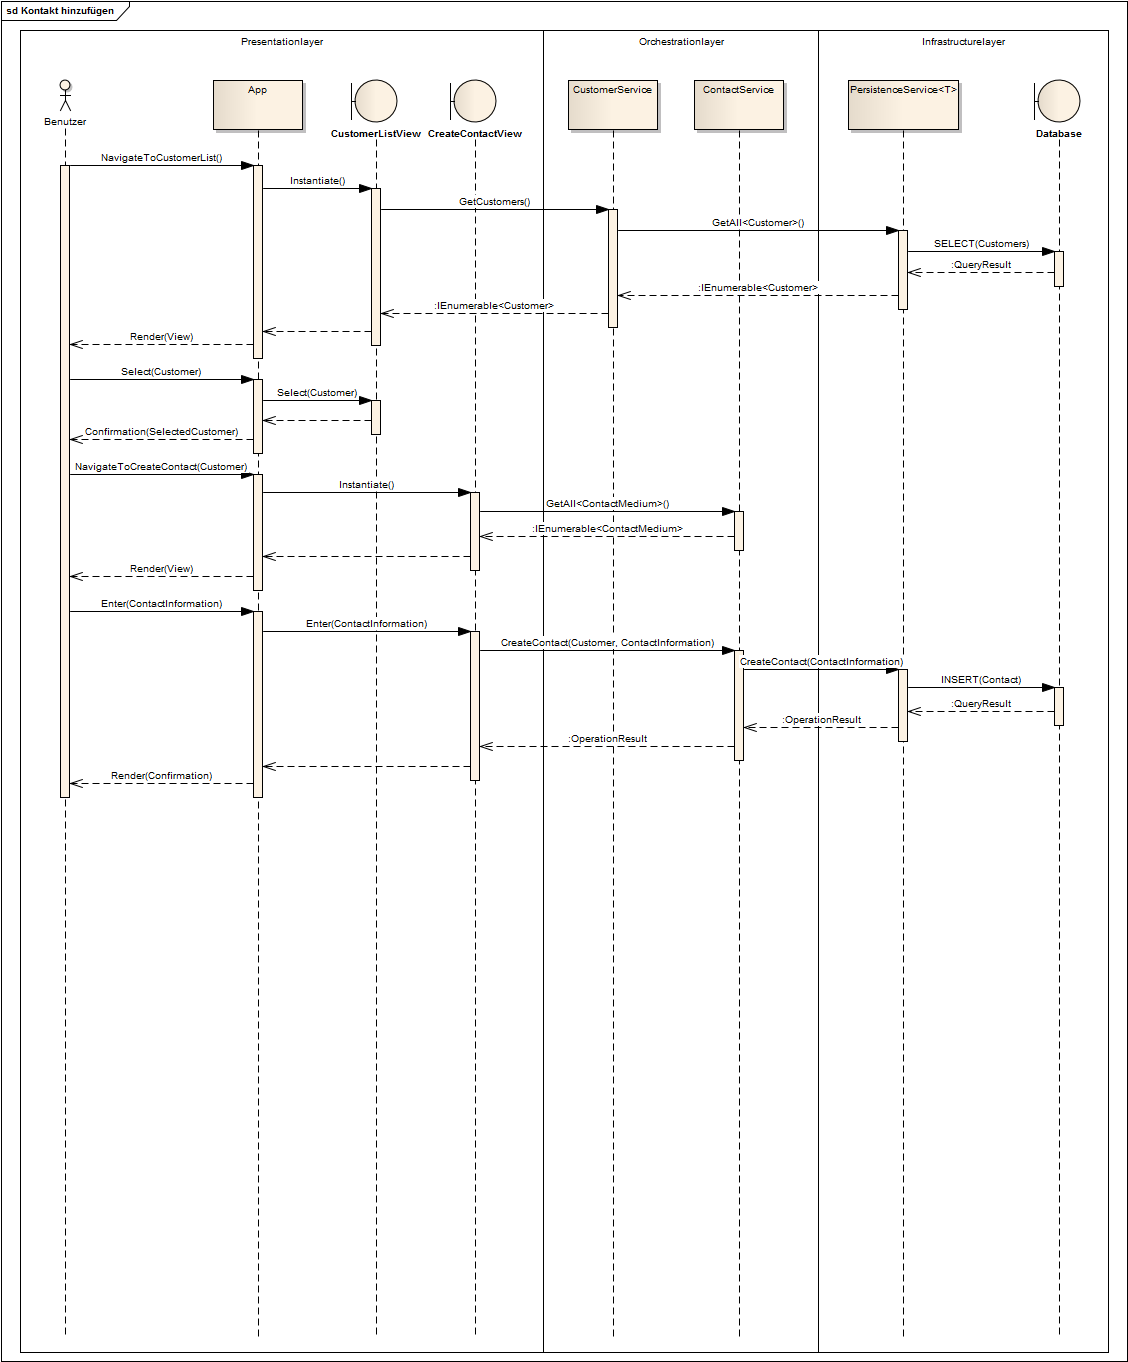 sd Kontakt hinzufügen
Presentationlayer
Orchestrationlayer
Infrastructurelayer
Benutzer
App
CustomerListView
CreateContactView
CustomerService
ContactService
PersistenceService<T>
Database
NavigateToCustomerList()
Instantiate()
GetCustomers()
GetAll<Customer>()
SELECT(Customers)
:QueryResult
:IEnumerable<Customer>
:IEnumerable<Customer>
Render(View)
Select(Customer)
Select(Customer)
Confirmation(SelectedCustomer)
NavigateToCreateContact(Customer)
Instantiate()
GetAll<ContactMedium>()
:IEnumerable<ContactMedium>
Render(View)
Enter(ContactInformation)
Enter(ContactInformation)
CreateContact(Customer, ContactInformation)
CreateContact(ContactInformation)
INSERT(Contact)
:QueryResult
:OperationResult
:OperationResult
Render(Confirmation)